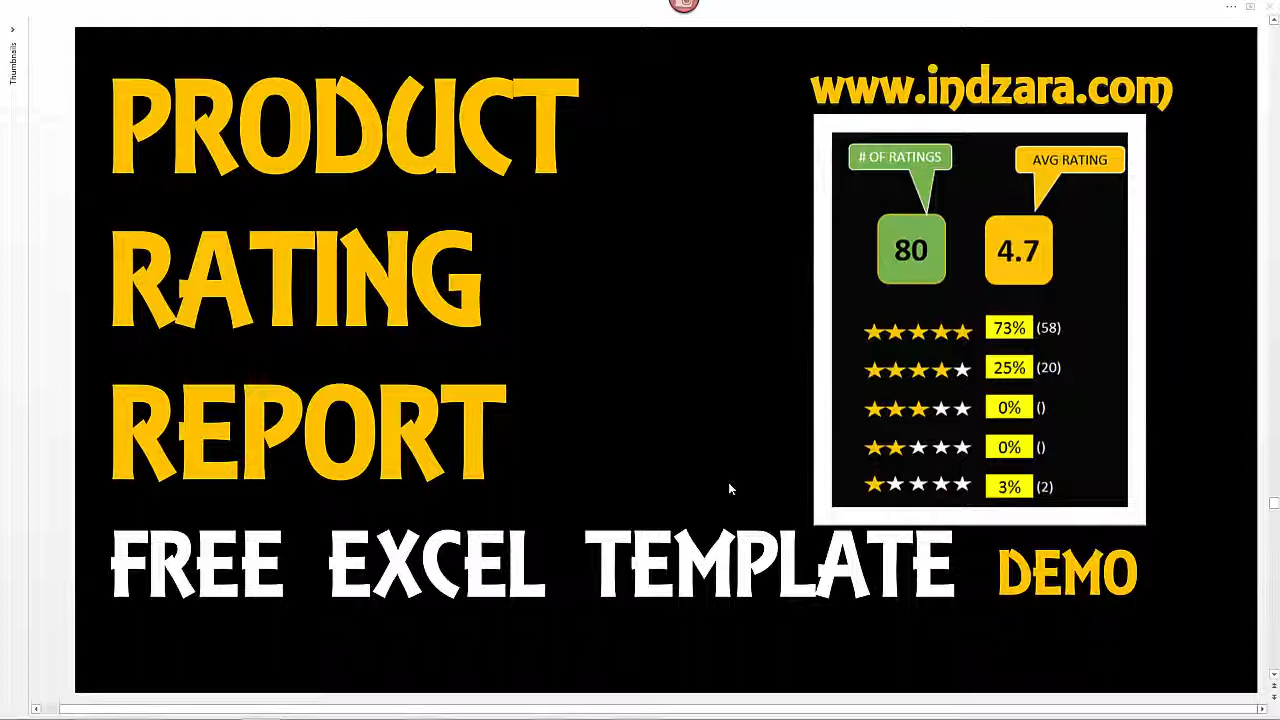 Thumbnails
PRODUCT
RATING
REPORT
FREE EXCEL TEMPLATE DEMO
www.indzara.com
# OF RATINGS
AVG RATING
80
4.7
73% (58)
25% (20)
0% ()
0% ()
3% (2)